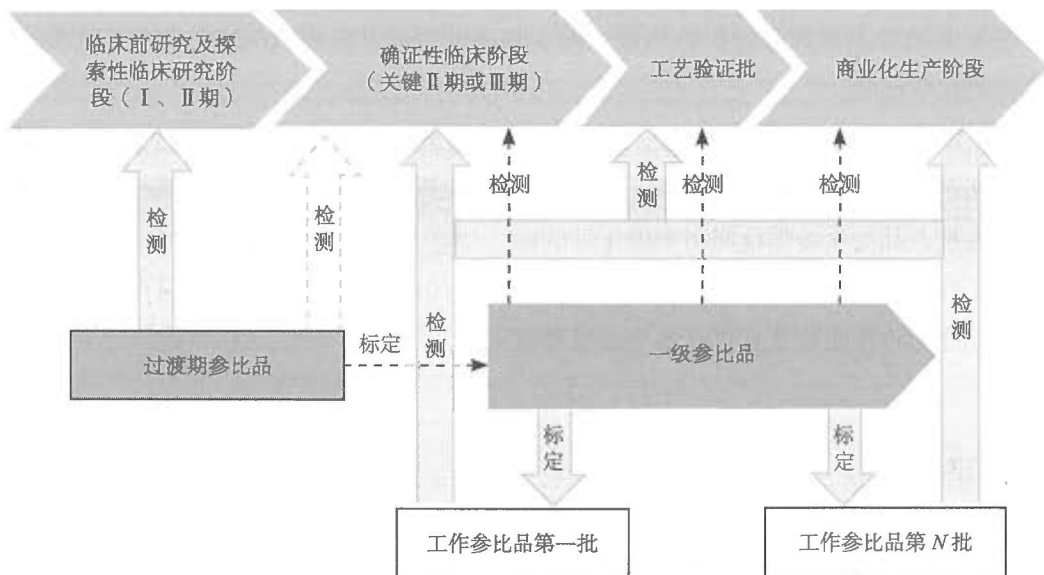 临床前研究及探
索性临床研究阶
段（Ⅰ、Ⅱ期）
确证性临床阶段
（关键Ⅱ期或Ⅲ期）
工艺验证批
商业化生产阶段
检测
检测
检测
检测
检测
检测
检测
检测
过渡期参比品
标定
一级参比品
标定
标定
工作参比品第一批
工作参比品第 N 批